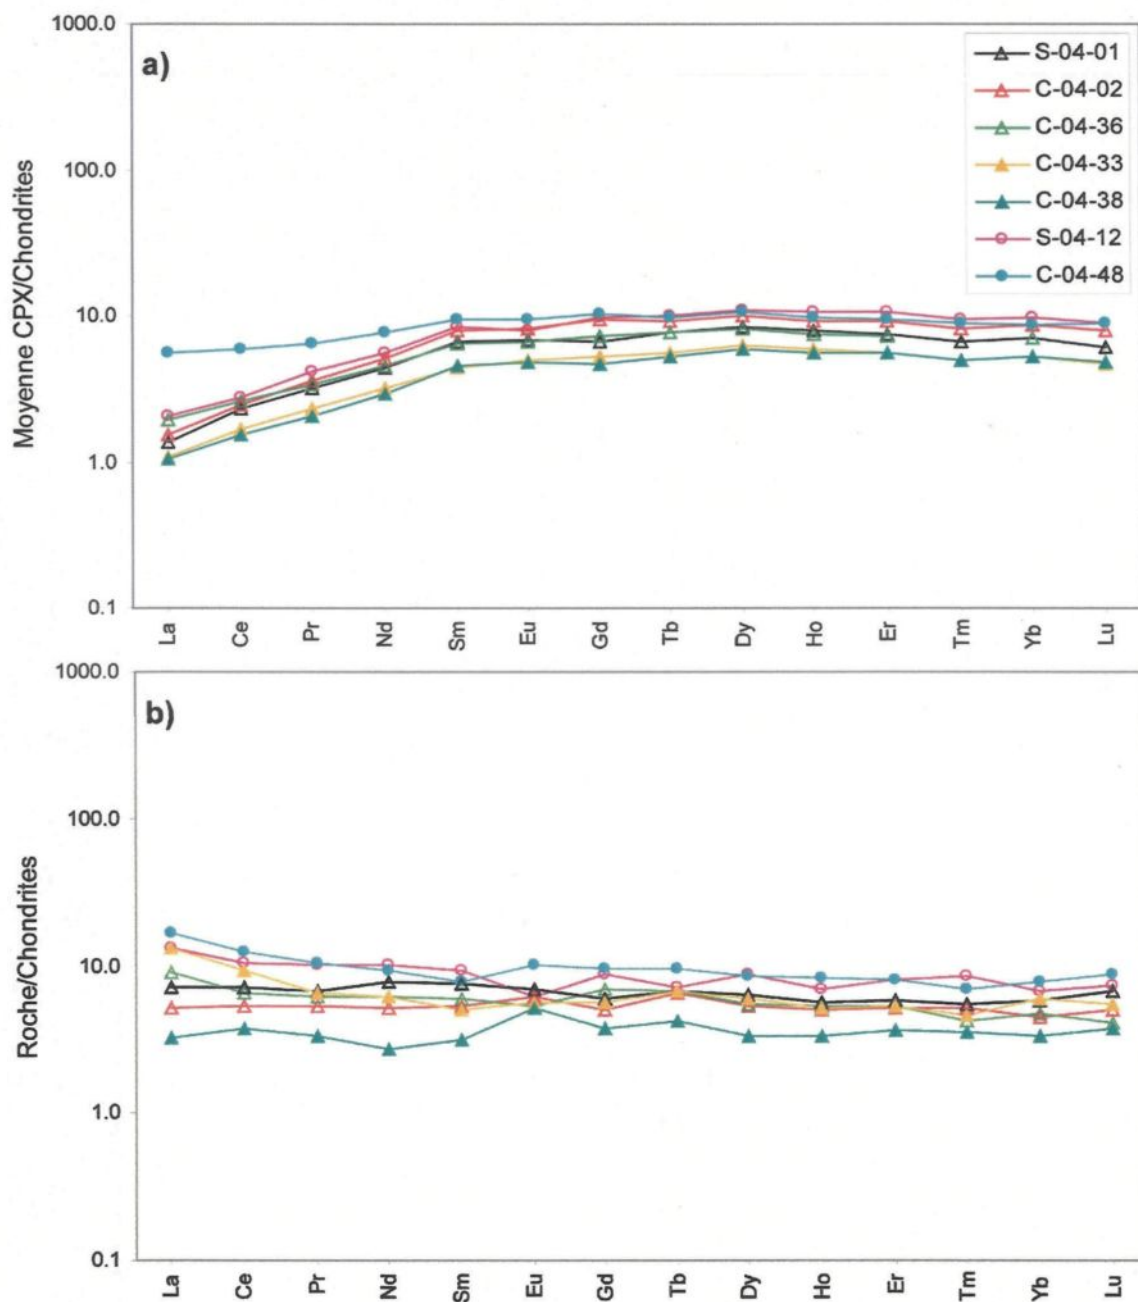 a)
1000.0
100.0
10.0
1.0
0.1
Moyenne CPX/Chondrites
S-04-01
C-04-02
C-04-36
C-04-33
C-04-38
S-04-12
C-04-48
La Ce Pr Nd Sm Eu Gd Tb Dy Ho Er Tm Yb Lu
b)
1000.0
100.0
10.0
1.0
0.1
Roche/Chondrites
La Ce Pr Nd Sm Eu Gd Tb Dy Ho Er Tm Yb Lu